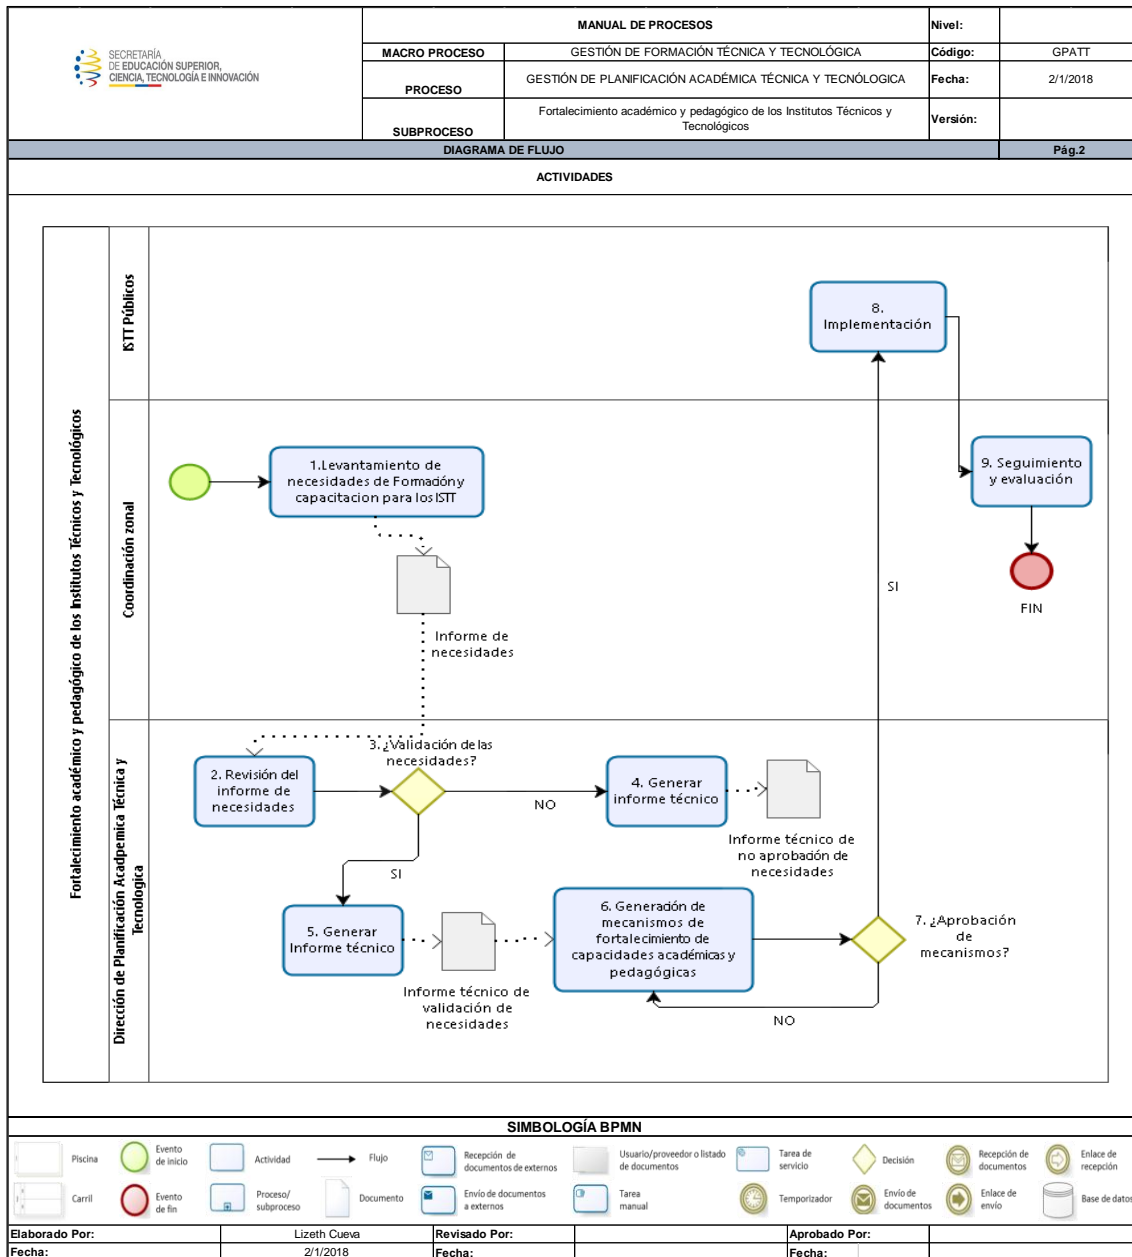 SECRETARÍA
DE EDUCACIÓN SUPERIOR,
CIENCIA, TECNOLOGÍA E INNOVACIÓN
MANUAL DE PROCESOS
Nivel:
MACRO PROCESO
GESTIÓN DE FORMACIÓN TÉCNICA Y TECNOLÓGICA
Código:
GPATT
PROCESO
GESTIÓN DE PLANIFICACIÓN ACADÉMICA TÉCNICA Y TECNÓLOGICA
Fecha:
2/1/2018
SUBPROCESO
Fortalecimiento académico y pedagógico de los Institutos Técnicos y
Tecnológicos
Versión:
DIAGRAMA DE FLUJO
Pág.2
ACTIVIDADES
Fortalecimiento académico y pedagógico de los Institutos Técnicos y Tecnológicos
ISTT Públicos
8.
Implementación
Coordinación zonal
1.Levantamiento de
necesidades de Formación y
capacitacion para los ISTT
9. Seguimiento
y evaluación
Informe de
necesidades
SI
FIN
Dirección de Planificación Acadpemica Técnica y
Tecnologica
3. ¿Validación de las
necesidades?
2. Revisión del
informe de
necesidades
NO
4. Generar
informe técnico
Informe técnico de
no aprobación de
necesidades
SI
5. Generar
Informe técnico
Informe técnico de
validación de
necesidades
6. Generación de
mecanismos de
fortalecimiento de
capacidades académicas y
pedagógicas
7. ¿Aprobación
de
mecanismos?
NO
SIMBOLOGÍA BPMN
Piscina
Evento
de inicio
Actividad
Flujo
Recepción de
documentos de externos
Usuario/proveedor o listado
de documentos
Tarea de
servicio
Decisión
Recepción de
documentos
Enlace de
recepción
Carril
Evento
de fin
Proceso/
subproceso
Documento
Envío de documentos
a externos
Tarea
manual
Temporizador
Envío de
documentos
Enlace de
envío
Base de datos
Elaborado Por:
Lizeth Cueva
Revisado Por:
Aprobado Por:
Fecha:
2/1/2018
Fecha:
Fecha: